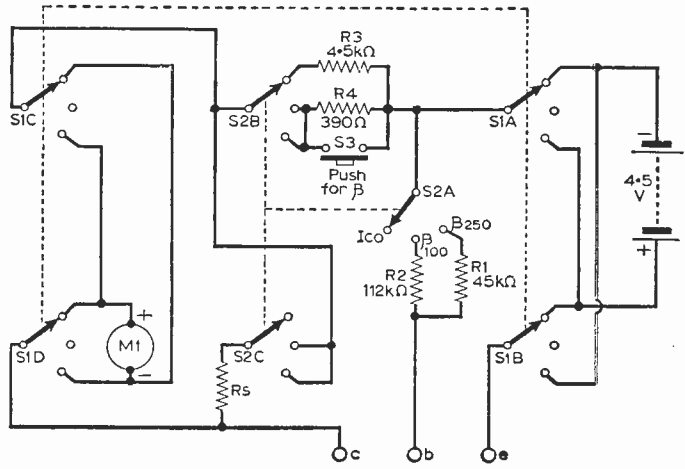 R3
4·5kΩ
R4
390Ω
S3
Push
for β
S1C
S2B
S1A
S2A
Ico
β100
β250
R2
112kΩ
R1
45kΩ
−
4·5
V
+
+
M1
−
S1D
S2C
Rs
S1B
c
b
e